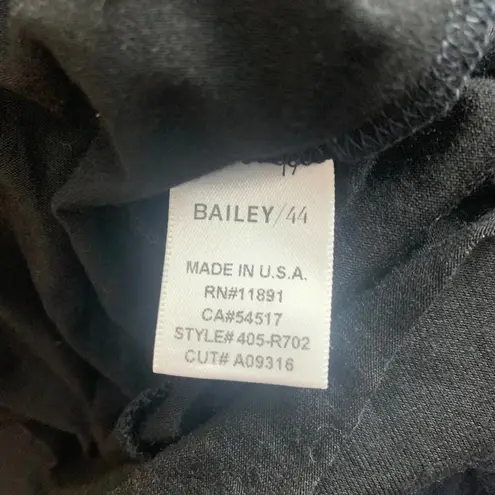 BAILEY/44
MADE IN U.S.A.
RN#11891
CA#54517
STYLE# 405-R702
CUT# A09316